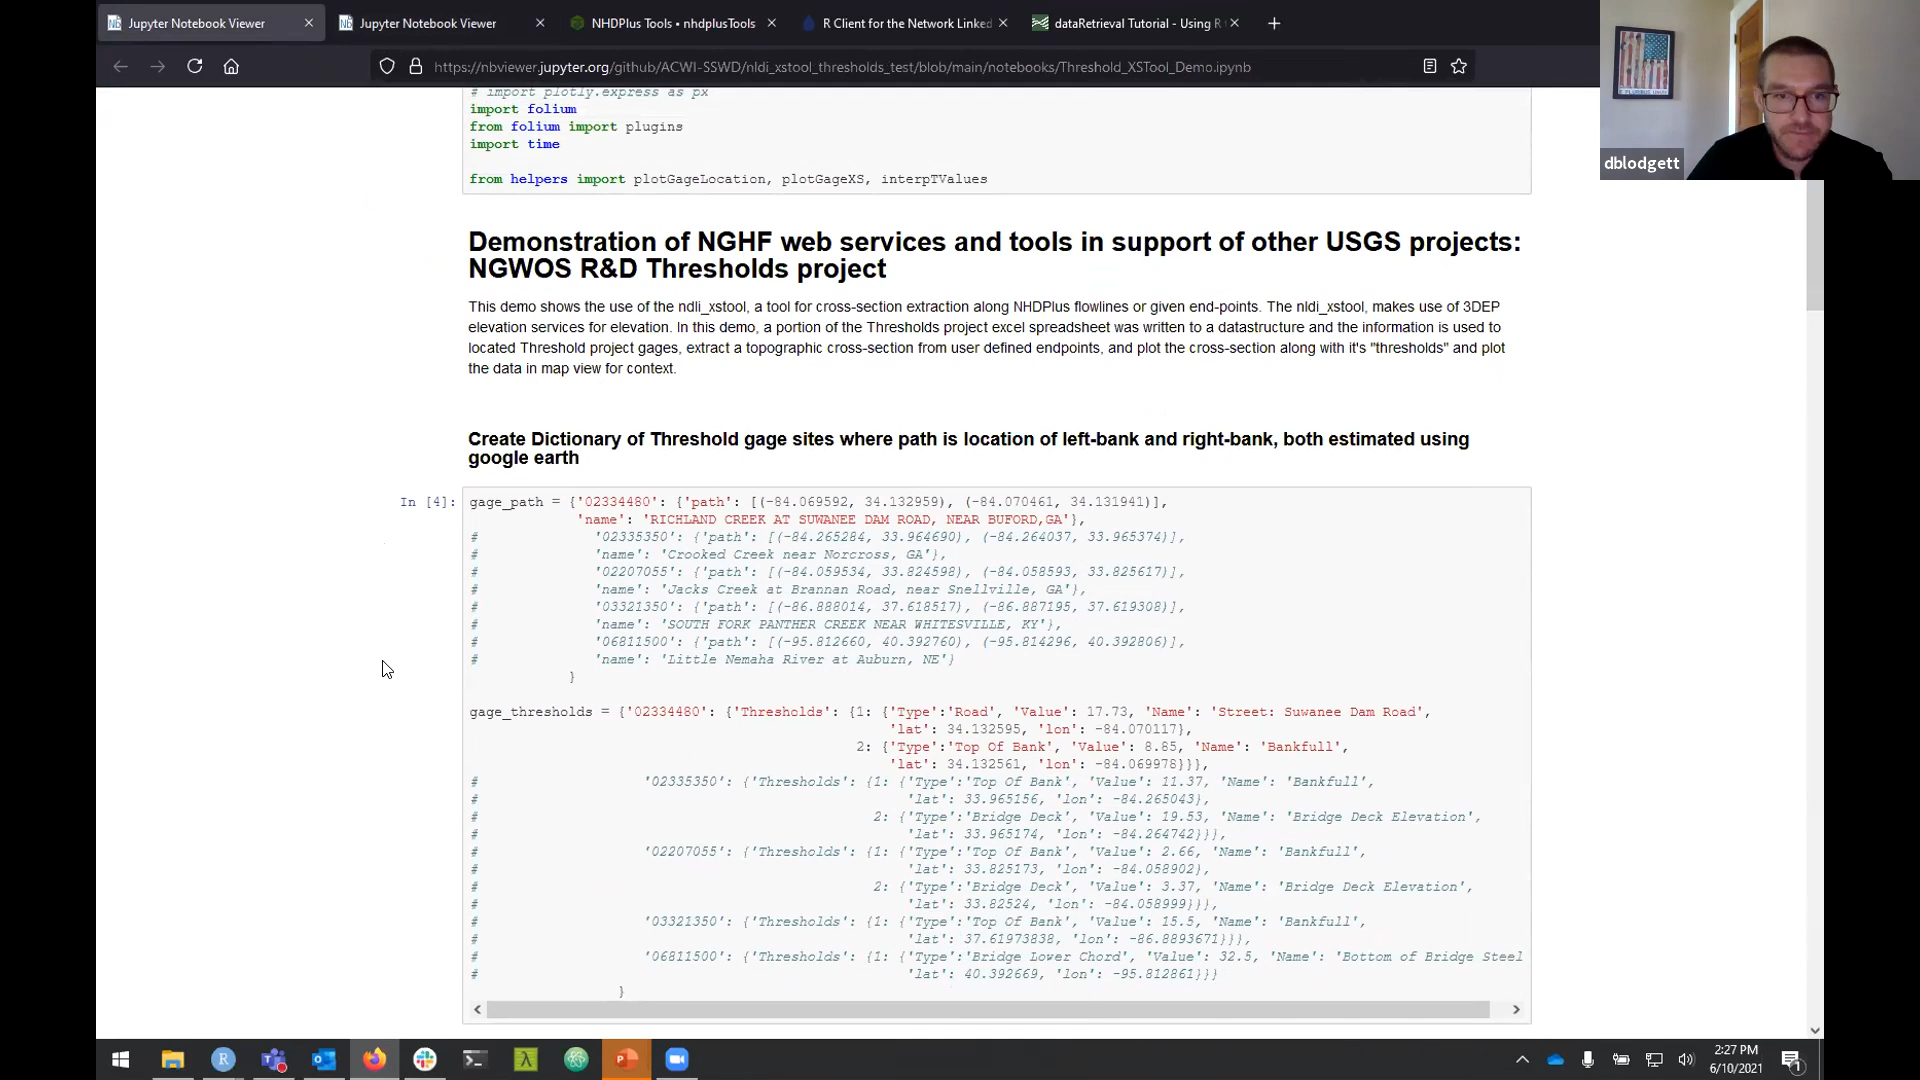 Jupyter Notebook Viewer
Jupyter Notebook Viewer
NHDPlus Tools • nhdplusTools
R Client for the Network Linked
dataRetrieval Tutorial - Using R
https://nbviewer.jupyter.org/github/ACWI-SSWD/nldi_xstool_thresholds_test/blob/main/notebooks/Threshold_XSTool_Demo.ipynb
dblodgett
# import plotly.express as px
import folium
from folium import plugins
import time
from helpers import plotGageLocation, plotGageXS, interpTValues
Demonstration of NGHF web services and tools in support of other USGS projects:
NGWOS R&D Thresholds project
This demo shows the use of the ndli_xstool, a tool for cross-section extraction along NHDPlus flowlines or given end-points. The nldi_xstool, makes use of 3DEP
elevation services for elevation. In this demo, a portion of the Thresholds project excel spreadsheet was written to a datastructure and the information is used to
located Threshold project gages, extract a topographic cross-section from user defined endpoints, and plot the cross-section along with it's "thresholds" and plot
the data in map view for context.
Create Dictionary of Threshold gage sites where path is location of left-bank and right-bank, both estimated using
google earth
In [4]: gage_path = {'02334480': {'path': [(-84.069592, 34.132959), (-84.070461, 34.131941)],
'name': 'RICHLAND CREEK AT SUWANEE DAM ROAD, NEAR BUFORD,GA'},
# '02335350': {'path': [(-84.265284, 33.964690), (-84.264037, 33.965374)],
# 'name': 'Crooked Creek near Norcross, GA'},
# '02207055': {'path': [(-84.059534, 33.824598), (-84.058593, 33.825617)],
# 'name': 'Jacks Creek at Brannan Road, near Snellville, GA'},
# '03321350': {'path': [(-86.888014, 37.618517), (-86.887195, 37.619308)],
# 'name': 'SOUTH FORK PANTHER CREEK NEAR WHITESVILLE, KY'},
# '06811500': {'path': [(-95.812660, 40.392760), (-95.814296, 40.392806)],
# 'name': 'Little Nemaha River at Auburn, NE'}
}
gage_thresholds = {'02334480': {'Thresholds': {1: {'Type':'Road', 'Value': 17.73, 'Name': 'Street: Suwanee Dam Road',
'lat': 34.132595, 'lon': -84.070117},
2: {'Type':'Top Of Bank', 'Value': 8.85, 'Name': 'Bankfull',
'lat': 34.132561, 'lon': -84.069978}}},
# '02335350': {'Thresholds': {1: {'Type':'Top Of Bank', 'Value': 11.37, 'Name': 'Bankfull',
# 'lat': 33.965156, 'lon': -84.265043},
# 2: {'Type':'Bridge Deck', 'Value': 19.53, 'Name': 'Bridge Deck Elevation',
# 'lat': 33.965174, 'lon': -84.264742}}},
# '02207055': {'Thresholds': {1: {'Type':'Top Of Bank', 'Value': 2.66, 'Name': 'Bankfull',
# 'lat': 33.825173, 'lon': -84.058902},
# 2: {'Type':'Bridge Deck', 'Value': 3.37, 'Name': 'Bridge Deck Elevation',
# 'lat': 33.82524, 'lon': -84.058999}}},
# '03321350': {'Thresholds': {1: {'Type':'Top Of Bank', 'Value': 15.5, 'Name': 'Bankfull',
# 'lat': 37.61973838, 'lon': -86.8893671}}},
# '06811500': {'Thresholds': {1: {'Type':'Bridge Lower Chord', 'Value': 32.5, 'Name': 'Bottom of Bridge Steel
# 'lat': 40.392669, 'lon': -95.812861}}}
}
2:27 PM
6/10/2021